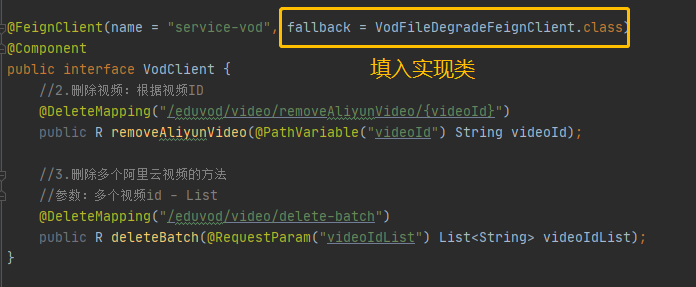 @FeignClient(name = "service-vod", fallback = VodFileDegradeFeignClient.class)
@Component
填入实现类
public interface VodClient {
//2.删除视频：根据视频ID
@DeleteMapping("/eduvod/video/removeAliyunVideo/{videoId}")
public R removeAliyunVideo(@PathVariable("videoId") String videoId);
//3.删除多个阿里云视频的方法
//参数：多个视频id - List
@DeleteMapping("/eduvod/video/delete-batch")
public R deleteBatch(@RequestParam("videoIdList") List<String> videoIdList);
}